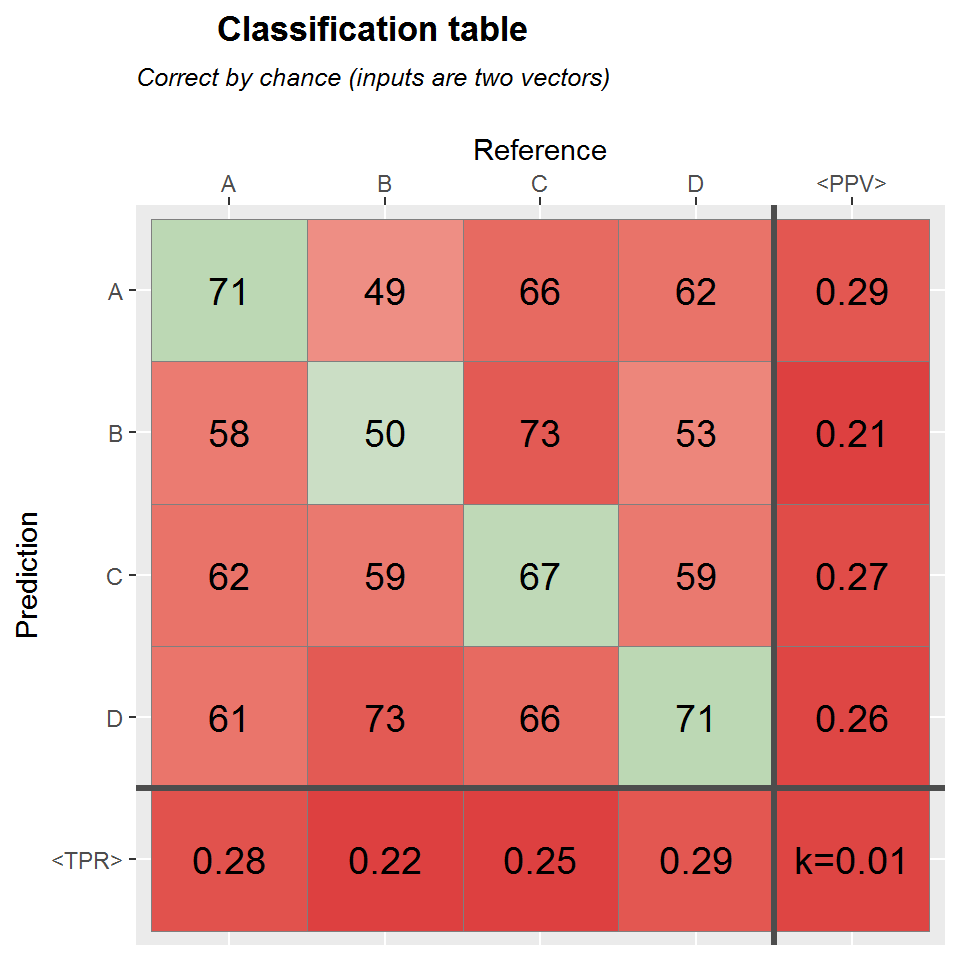 Classification table
Correct by chance (inputs are two vectors)
Reference
A B C D <PPV>
A 71 49 66 62 0.29
B 58 50 73 53 0.21
Prediction
C 62 59 67 59 0.27
D 61 73 66 71 0.26
<TPR> 0.28 0.22 0.25 0.29 k=0.01